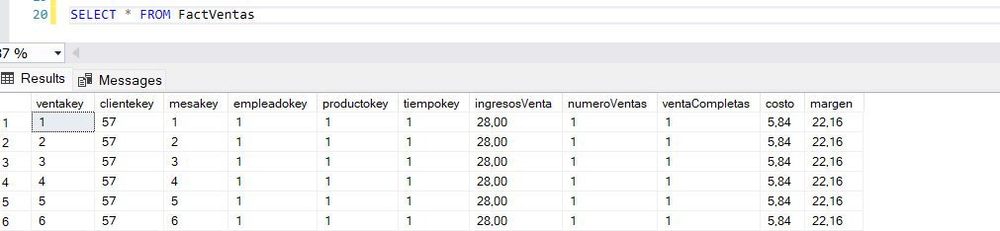 20 SELECT * FROM FactVentas
37 %
Results Messages
ventakey clientekey mesakey empleadokey productokey tiempokey ingresosVenta numeroVentas ventaCompletas costo margen
1 1 57 1 1 1 1 28,00 1 1 5,84 22,16
2 2 57 2 1 1 1 28,00 1 1 5,84 22,16
3 3 57 3 1 1 1 28,00 1 1 5,84 22,16
4 4 57 4 1 1 1 28,00 1 1 5,84 22,16
5 5 57 5 1 1 1 28,00 1 1 5,84 22,16
6 6 57 6 1 1 1 28,00 1 1 5,84 22,16